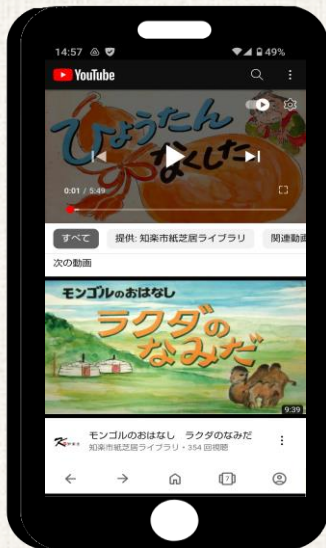 14:57
49%
YouTube
ひょうたん
なくした
0:01 / 5:49
すべて
提供: 知楽市紙芝居ライブラリ
関連動画
次の動画
モンゴルのおはなし
ラクダの
なみだ
9:39
モンゴルのおはなし　ラクダのなみだ
知楽市紙芝居ライブラリ・354 回視聴
7